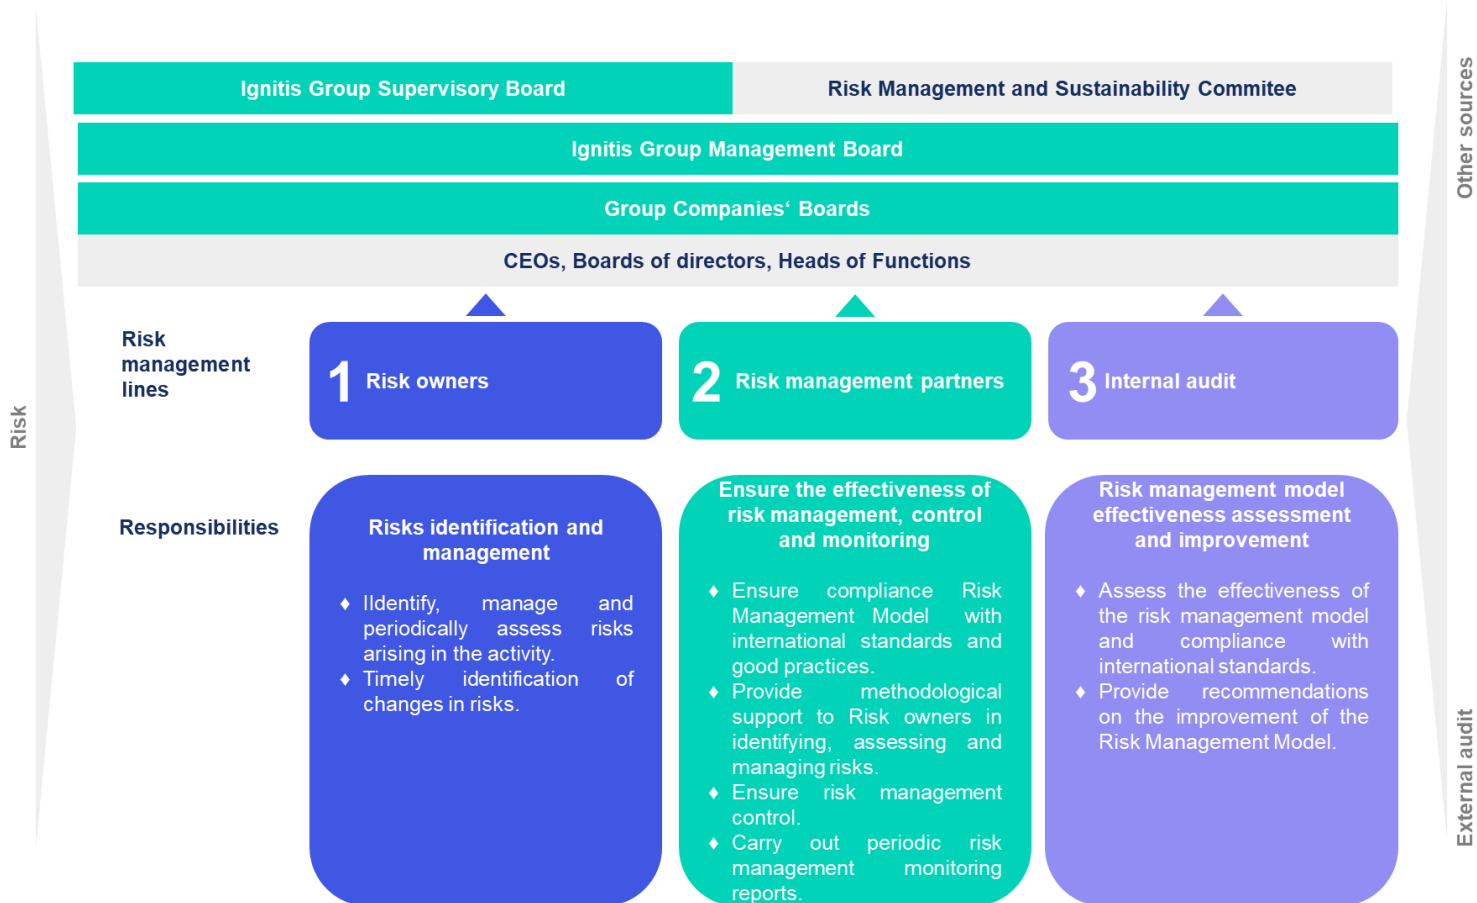 Ignitis Group Supervisory Board
Risk Management and Sustainability Commitee
Ignitis Group Management Board
Group Companies‘ Boards
CEOs, Boards of directors, Heads of Functions
Risk
Other sources
External audit
Risk
management
lines
1 Risk owners
2 Risk management partners
3 Internal audit
Responsibilities
Risks identification and
management
♦ IIdentify, manage and
periodically assess risks
arising in the activity.
♦ Timely identification of
changes in risks.
Ensure the effectiveness of
risk management, control
and monitoring
♦ Ensure compliance Risk
Management Model with
international standards and
good practices.
♦ Provide methodological
support to Risk owners in
identifying, assessing and
managing risks.
♦ Ensure risk management
control.
♦ Carry out periodic risk
management monitoring
reports.
Risk management model
effectiveness assessment
and improvement
♦ Assess the effectiveness of
the risk management model
and compliance with
international standards.
♦ Provide recommendations
on the improvement of the
Risk Management Model.